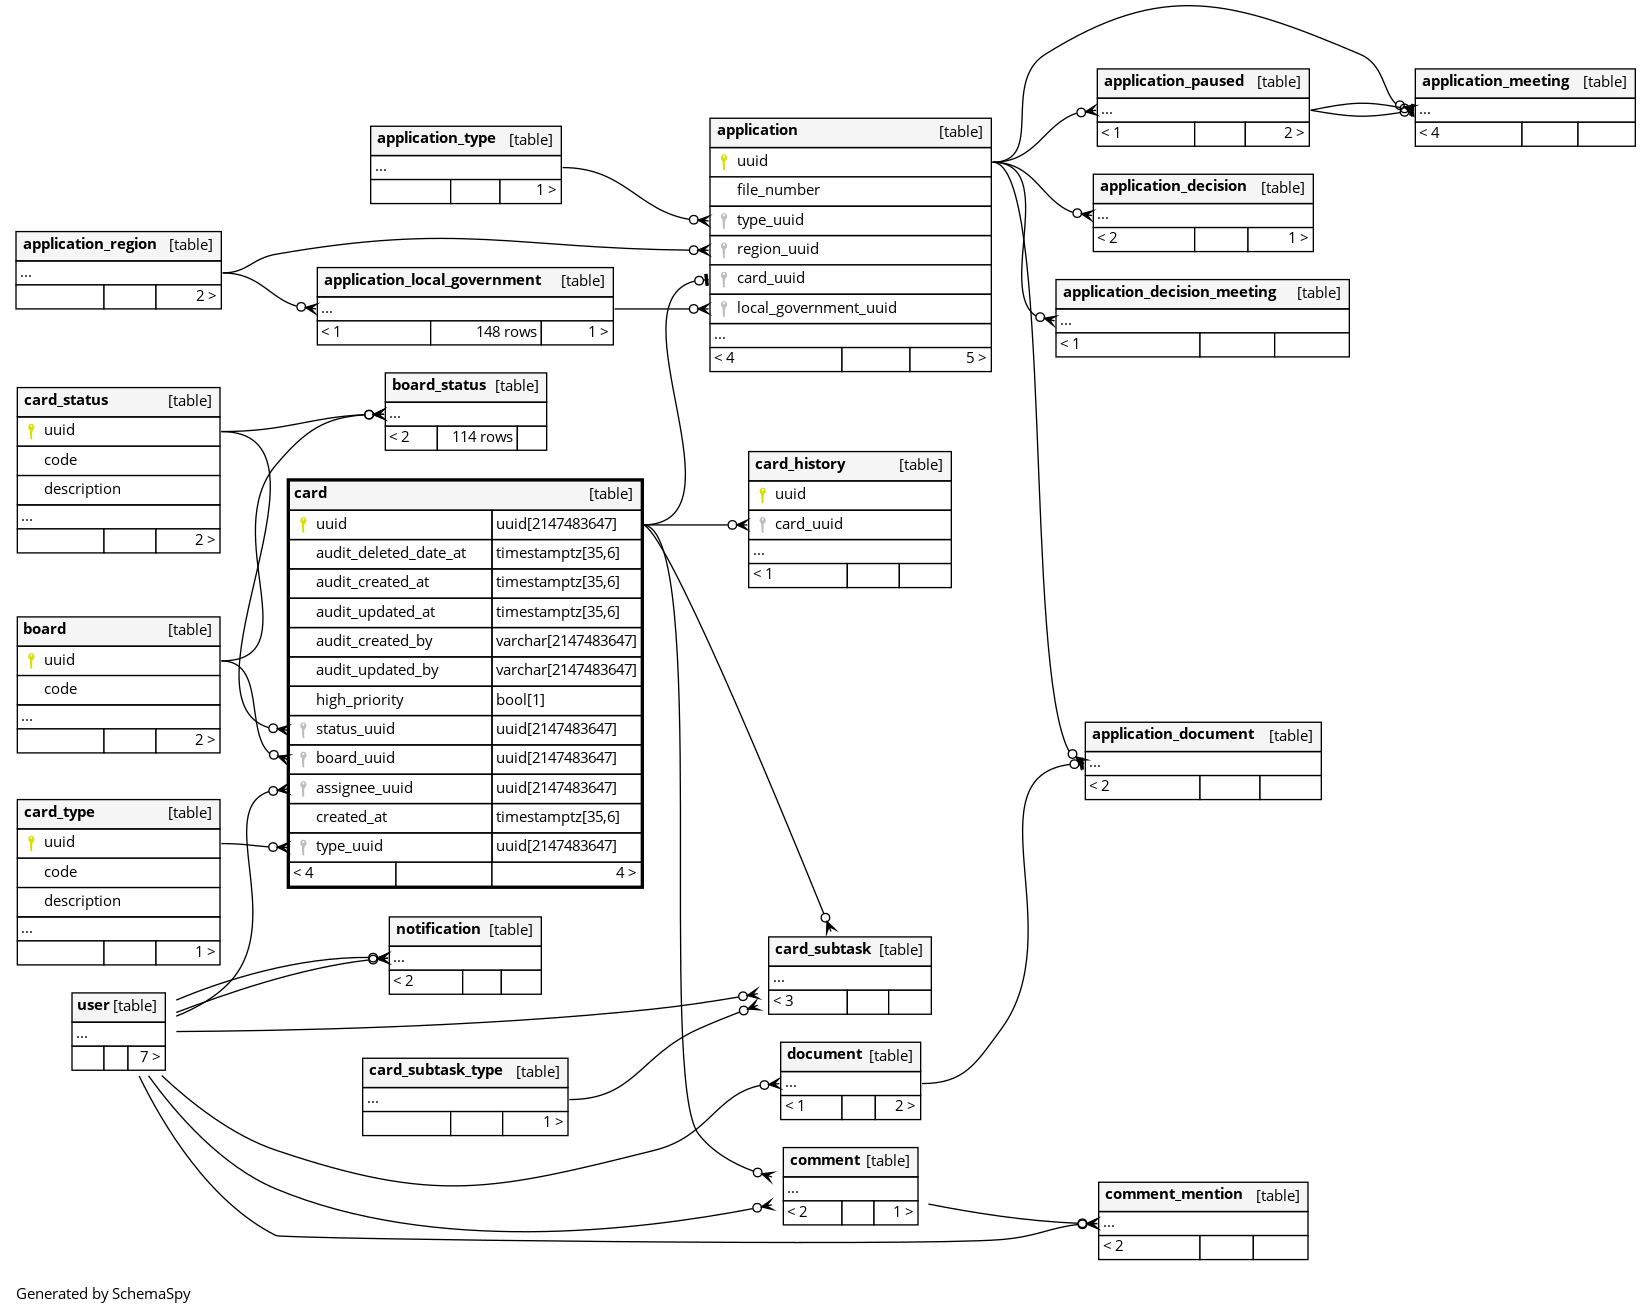 application_paused [table]
...
< 1 2 >
application_meeting [table]
...
< 4
application [table]
uuid
file_number
type_uuid
region_uuid
card_uuid
local_government_uuid
...
< 4 5 >
application_type [table]
...
1 >
application_decision [table]
...
< 2 1 >
application_region [table]
...
2 >
application_local_government [table]
...
< 1 148 rows 1 >
application_decision_meeting [table]
...
< 1
board_status [table]
...
< 2 114 rows
card_status [table]
uuid
code
description
...
2 >
card_history [table]
uuid
card_uuid
...
< 1
card [table]
uuid uuid[2147483647]
audit_deleted_date_at timestamptz[35,6]
audit_created_at timestamptz[35,6]
audit_updated_at timestamptz[35,6]
audit_created_by varchar[2147483647]
audit_updated_by varchar[2147483647]
high_priority bool[1]
status_uuid uuid[2147483647]
board_uuid uuid[2147483647]
assignee_uuid uuid[2147483647]
created_at timestamptz[35,6]
type_uuid uuid[2147483647]
< 4 4 >
board [table]
uuid
code
...
2 >
application_document [table]
...
< 2
card_type [table]
uuid
code
description
...
1 >
notification [table]
...
< 2
card_subtask [table]
...
< 3
user [table]
...
7 >
document [table]
...
< 1 2 >
card_subtask_type [table]
...
1 >
comment [table]
...
< 2 1 >
comment_mention [table]
...
< 2
Generated by SchemaSpy